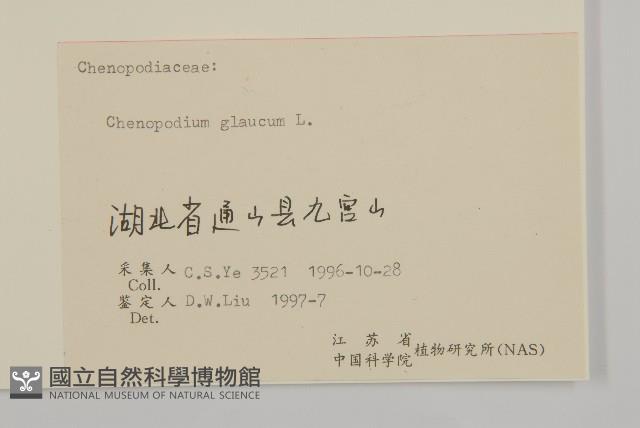 Chenopodiaceae:
Chenopodium glaucum L.
湖北省通山县九宫山
采集人 C.S.Ye 3521 1996-10-28
Coll.
鉴定人 D.W.Liu 1997-7
Det.
江苏省
中国科学院 植物研究所(NAS)
國立自然科學博物館
NATIONAL MUSEUM OF NATURAL SCIENCE